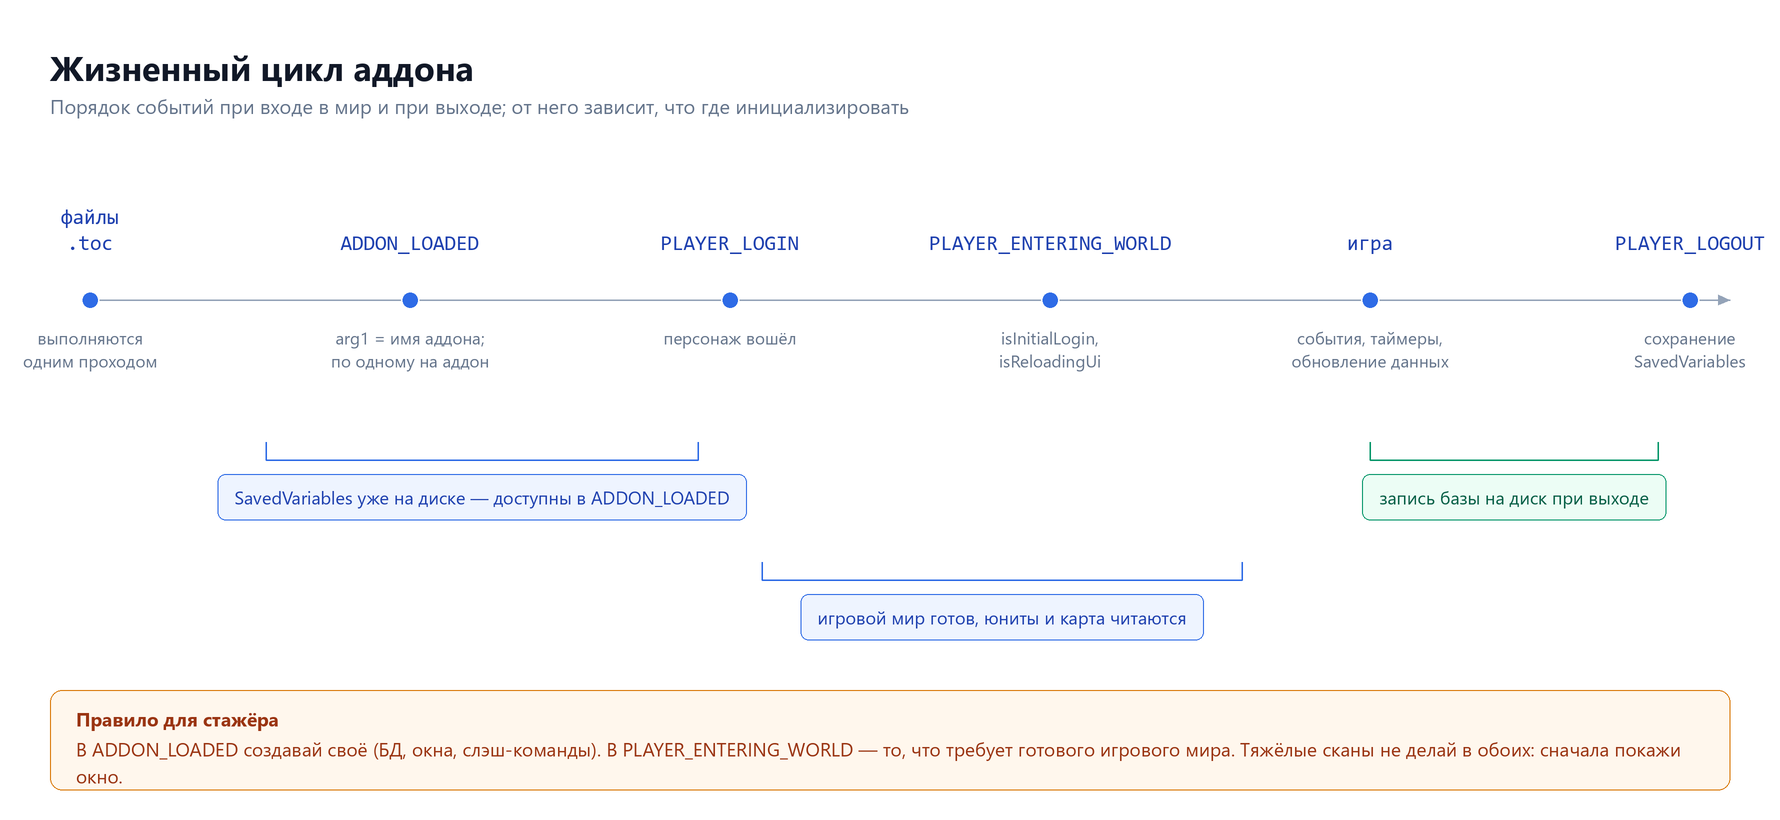 Жизненный цикл аддона
Порядок событий при входе в мир и при выходе; от него зависит, что где инициализировать
файлы
.toc
ADDON_LOADED
PLAYER_LOGIN
PLAYER_ENTERING_WORLD
игра
PLAYER_LOGOUT
выполняются
одним проходом
arg1 = имя аддона;
по одному на аддон
персонаж вошёл
isInitialLogin,
isReloadingUi
события, таймеры,
обновление данных
сохранение
SavedVariables
SavedVariables уже на диске — доступны в ADDON_LOADED
запись базы на диск при выходе
игровой мир готов, юниты и карта читаются
Правило для стажёра
В ADDON_LOADED создавай своё (БД, окна, слэш-команды). В PLAYER_ENTERING_WORLD — то, что требует готового игрового мира. Тяжёлые сканы не делай в обоих: сначала покажи
окно.